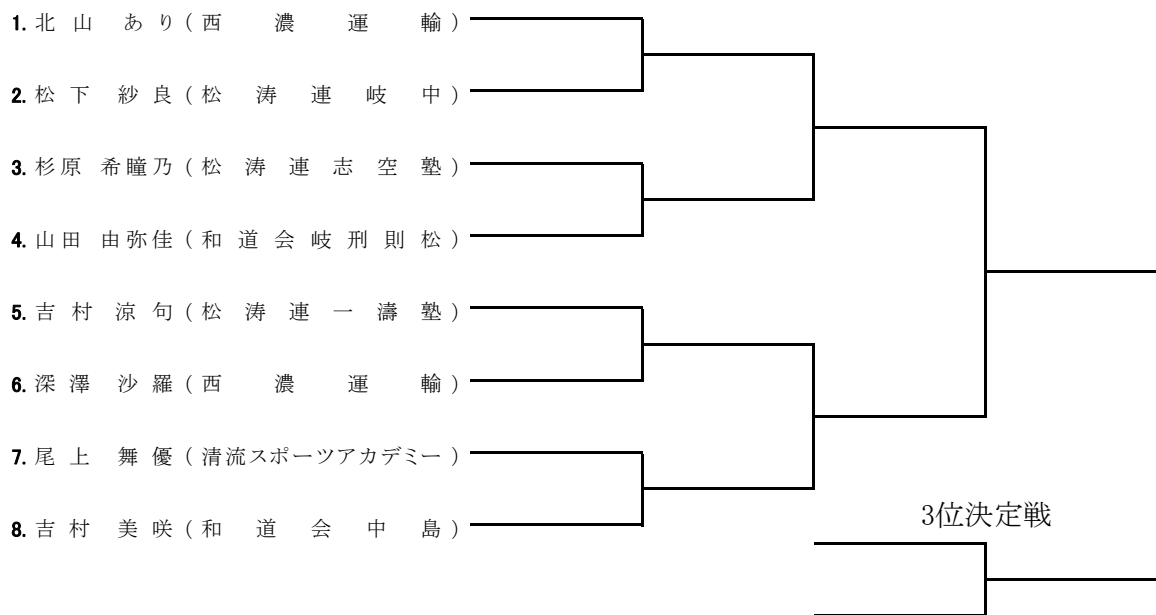 1. 北山 あり(西濃運輸)
2. 松下紗良(松涛連岐中)
3. 杉原 希瞳乃(松涛連志空塾)
4. 山田 由弥佳(和道会岐刑則松)
5. 吉村涼句(松涛連一濤塾)
6. 深澤 沙羅(西濃運輸)
7. 尾上 舞優(清流スポーツアカデミー)
8. 吉村 美咲(和道会中島)
3位決定戦